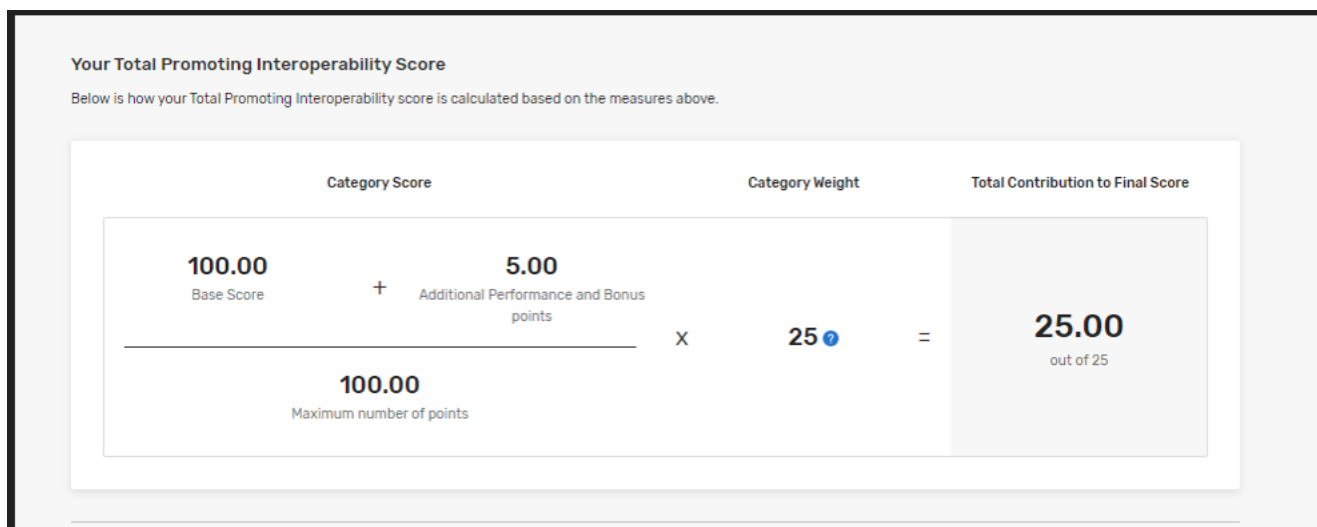 Your Total Promoting Interoperability Score
Below is how your Total Promoting Interoperability score is calculated based on the measures above.
Category Score
Category Weight
Total Contribution to Final Score
100.00
Base Score
+
5.00
Additional Performance and Bonus
points
100.00
Maximum number of points
x
25 ?
=
25.00
out of 25